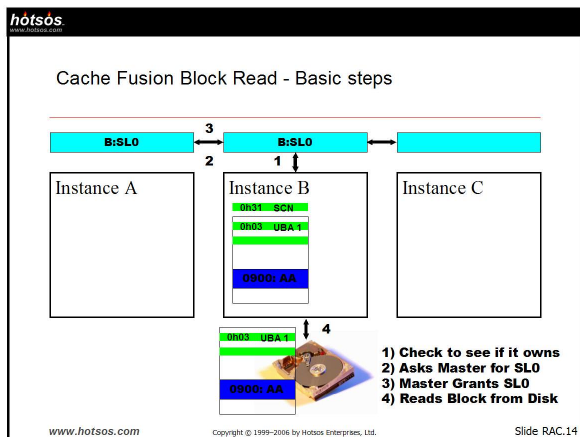 hotsos
www.hotsos.com
Cache Fusion Block Read - Basic steps
3
B:SL0
B:SL0
2
1
Instance A
Instance B
Instance C
0h31 SCN
0h03 UBA 1
0900: AA
4
0h03 UBA 1
0900: AA
1) Check to see if it owns
2) Asks Master for SL0
3) Master Grants SL0
4) Reads Block from Disk
www.hotsos.com
Copyright © 1999–2006 by Hotsos Enterprises, Ltd.
Slide RAC.14